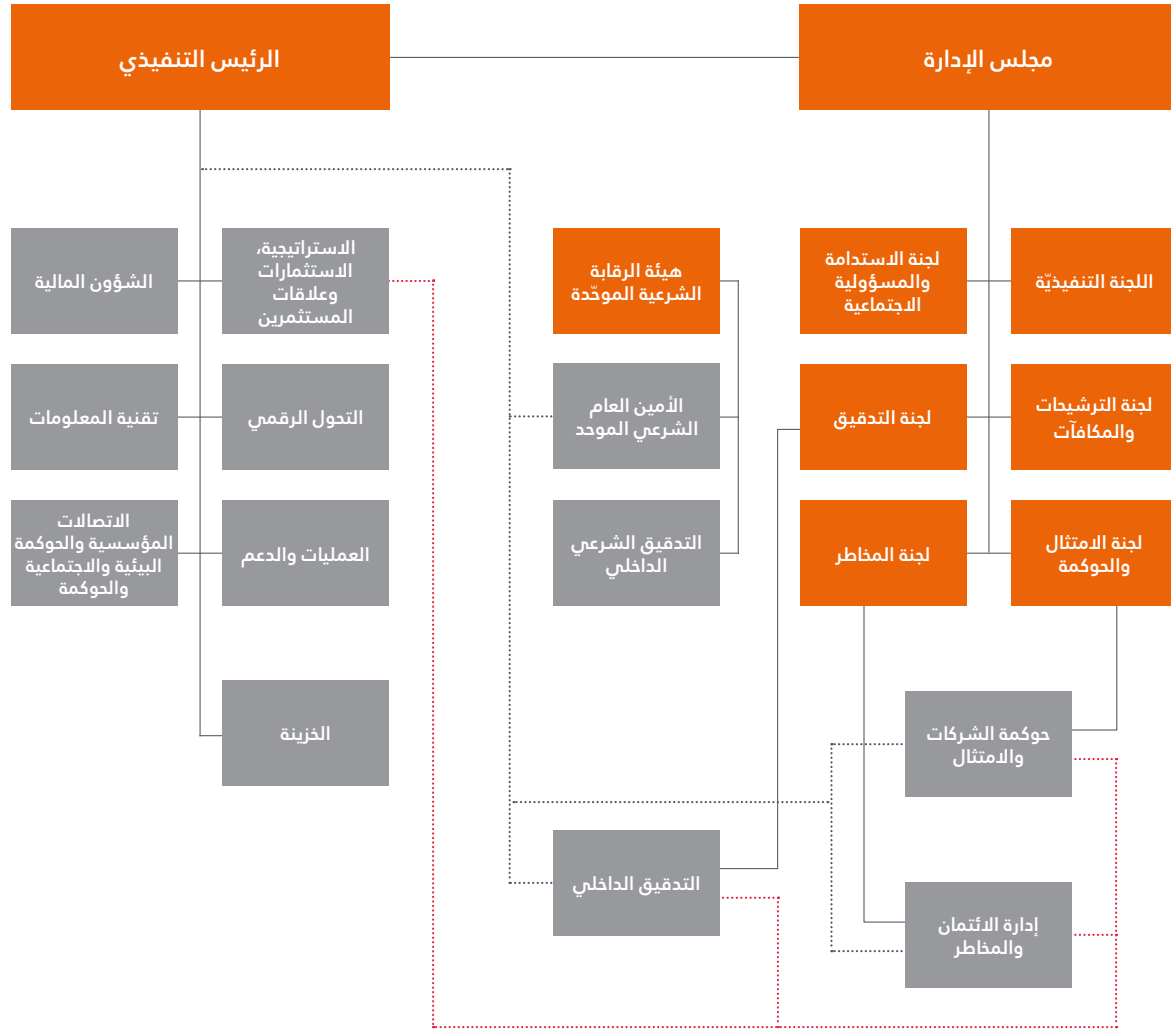 مجلس الإدارة
الرئيس التنفيذي
اللجنة التنفيذيّة
لجنة الاستدامة
والمسؤولية
الاجتماعية
هيئة الرقابة
الشرعية الموحّدة
الاستراتيجية،
الاستثمارات
وعلاقات
المستثمرين
الشؤون المالية
لجنة الترشيحات
والمكافآت
لجنة التدقيق
الأمين العام
الشرعي الموحد
التحول الرقمي
تقنية المعلومات
لجنة الامتثال
والحوكمة
لجنة المخاطر
التدقيق الشرعي
الداخلي
العمليات والدعم
الاتصالات
المؤسسية والحوكمة
البيئية والاجتماعية
والحوكمة
حوكمة الشركات
والامتثال
الخزينة
التدقيق الداخلي
إدارة الائتمان
والمخاطر